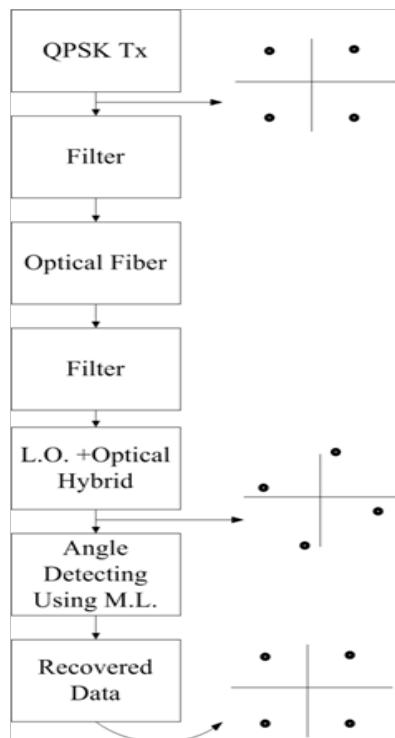 QPSK Tx
Filter
Optical Fiber
Filter
L.O. +Optical
Hybrid
Angle
Detecting
Using M.L.
Recovered
Data